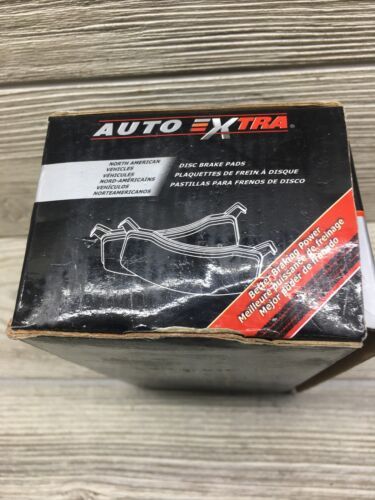 AUTO EXTRA®
NORTH AMERICAN
VEHICLES
VÉHICULES
NORD-AMÉRICAINS
VEHÍCULOS
NORTEAMERICANOS
DISC BRAKE PADS
PLAQUETTES DE FREIN À DISQUE
PASTILLAS PARA FRENOS DE DISCO
Better Braking Power
Meilleure puissance de freinage
Mejor poder de frenado